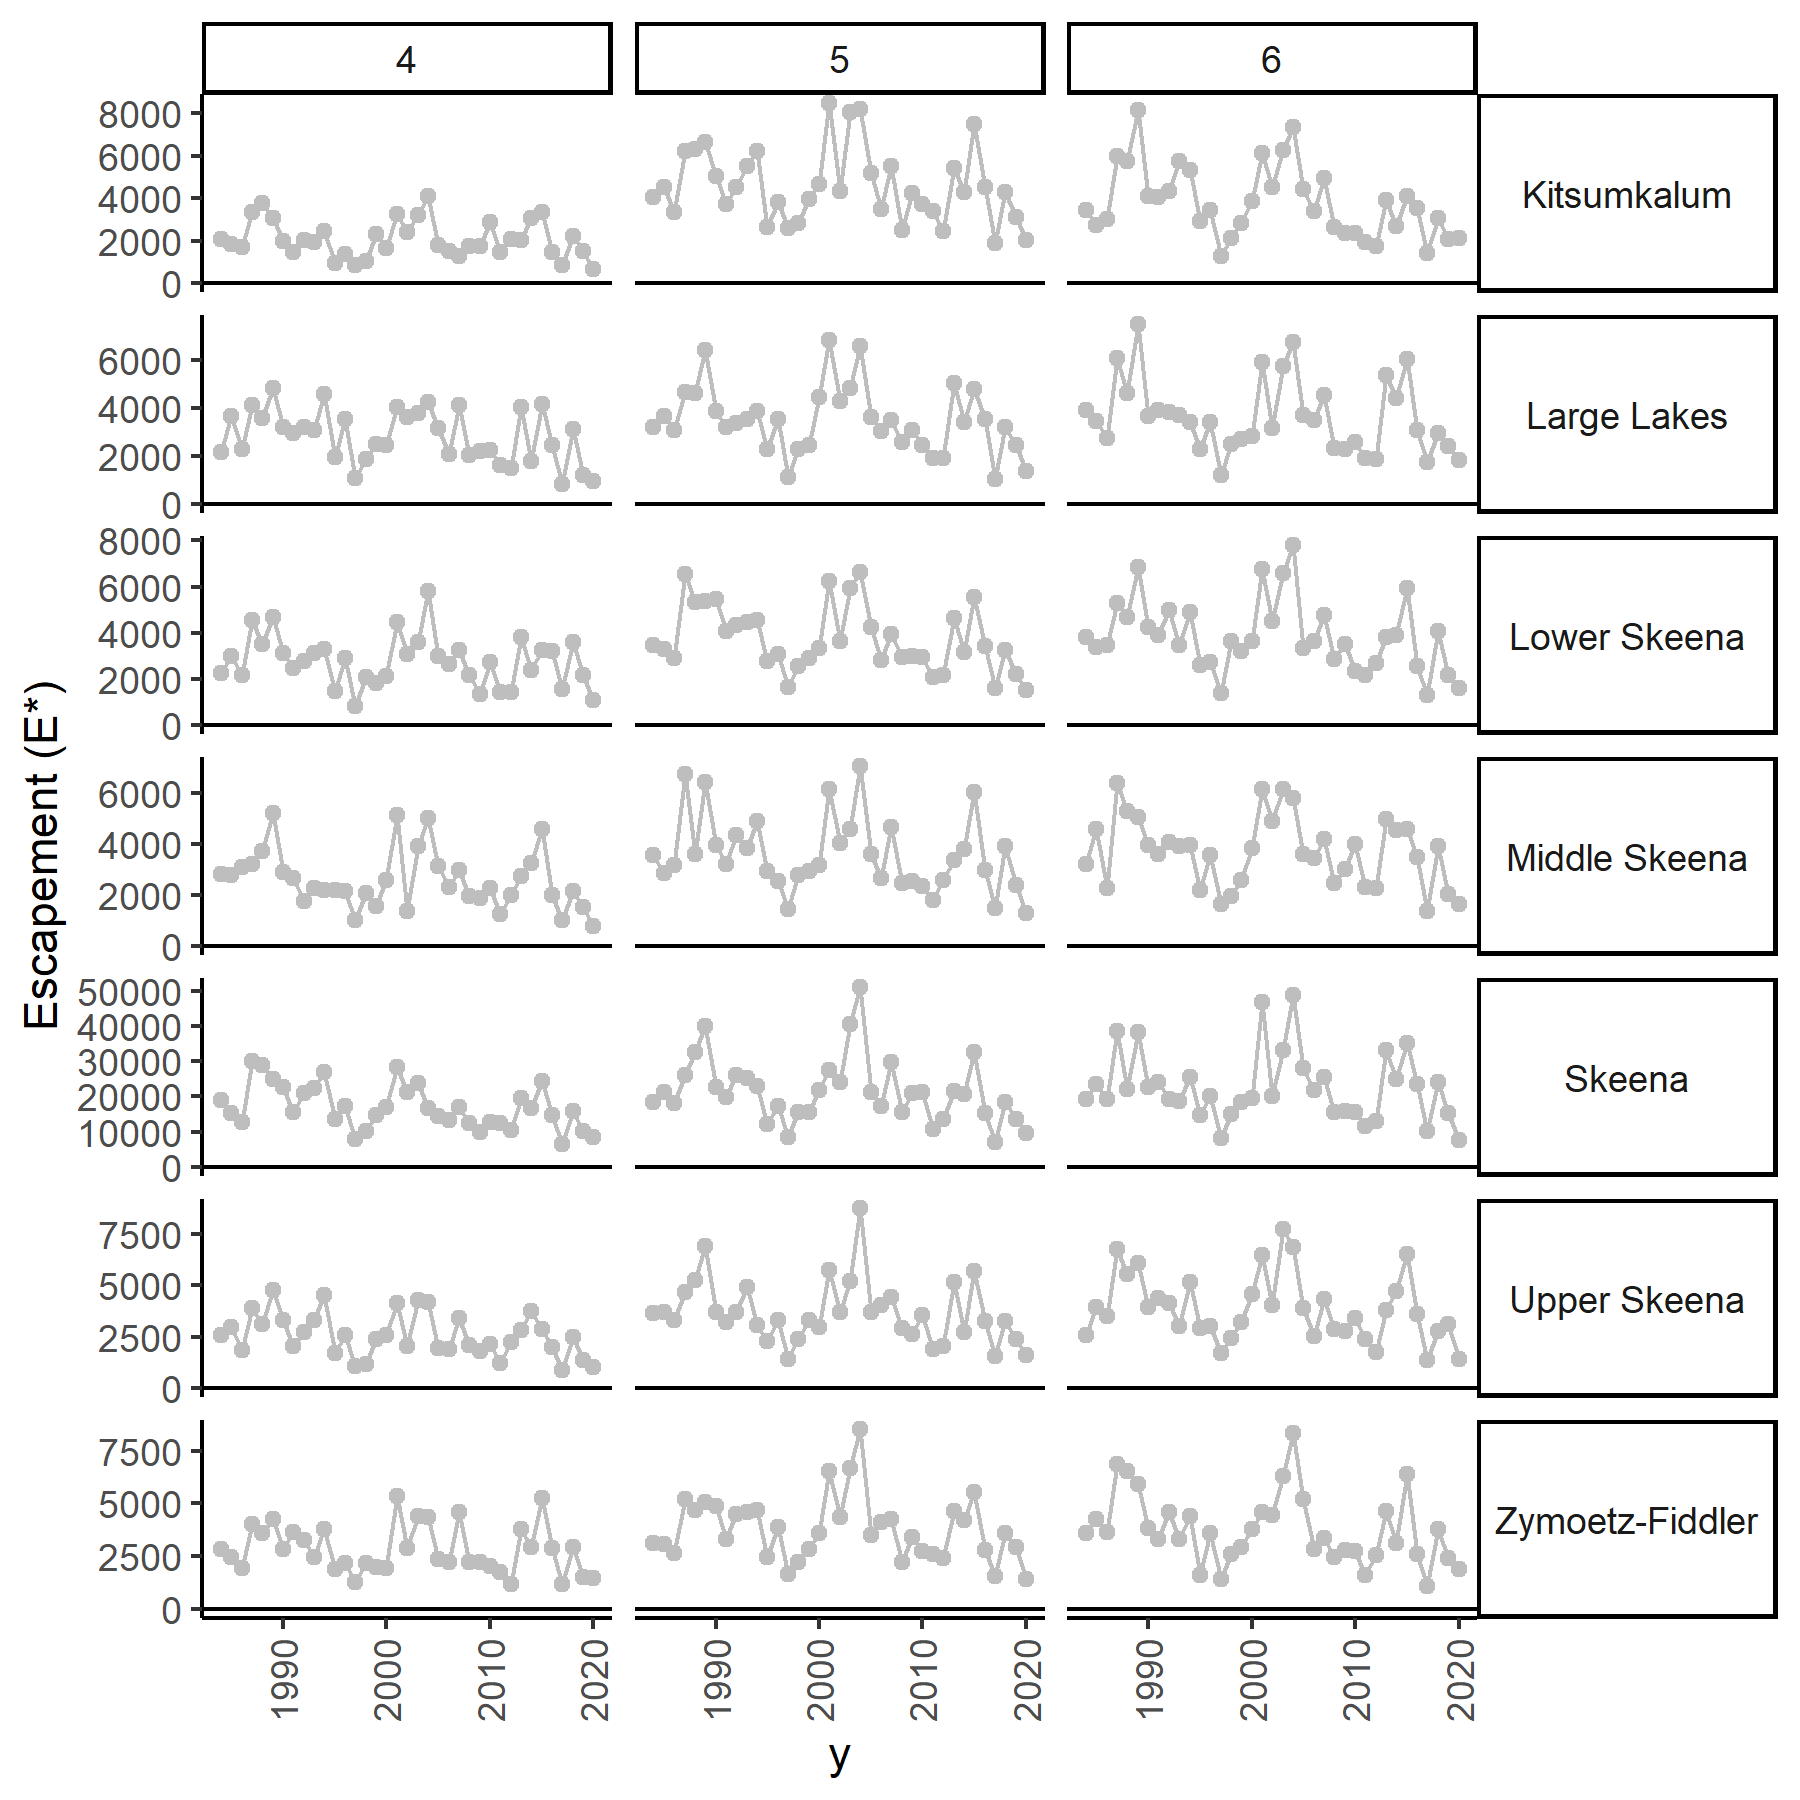 4 5 6
8000
6000
4000
2000
0
Kitsumkalum
6000
4000
2000
0
Large Lakes
8000
6000
4000
2000
0
Lower Skeena
6000
4000
2000
0
Middle Skeena
50000
40000
30000
20000
10000
0
Skeena
7500
5000
2500
0
Upper Skeena
7500
5000
2500
0
Zymoetz-Fiddler
Escapement (E*)
1990 2000 2010 2020 1990 2000 2010 2020 1990 2000 2010 2020
y